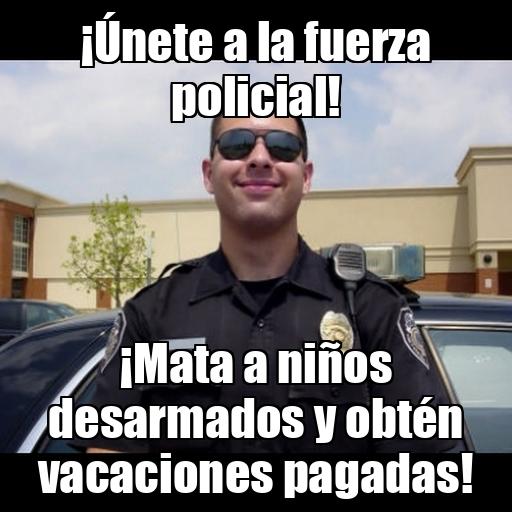 ¡Únete a la fuerza
policial!
¡Mata a niños
desarmados y obtén
vacaciones pagadas!